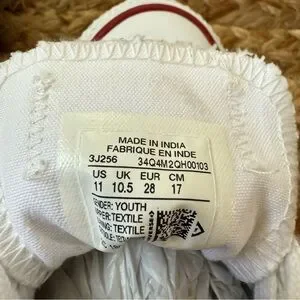 MADE IN INDIA
FABRIQUE EN INDE
3J256 34Q4M2QH00103
US UK EUR CM
11 10.5 28 17
GENDER: YOUTH
UPPER: TEXTILE
TEXTILE